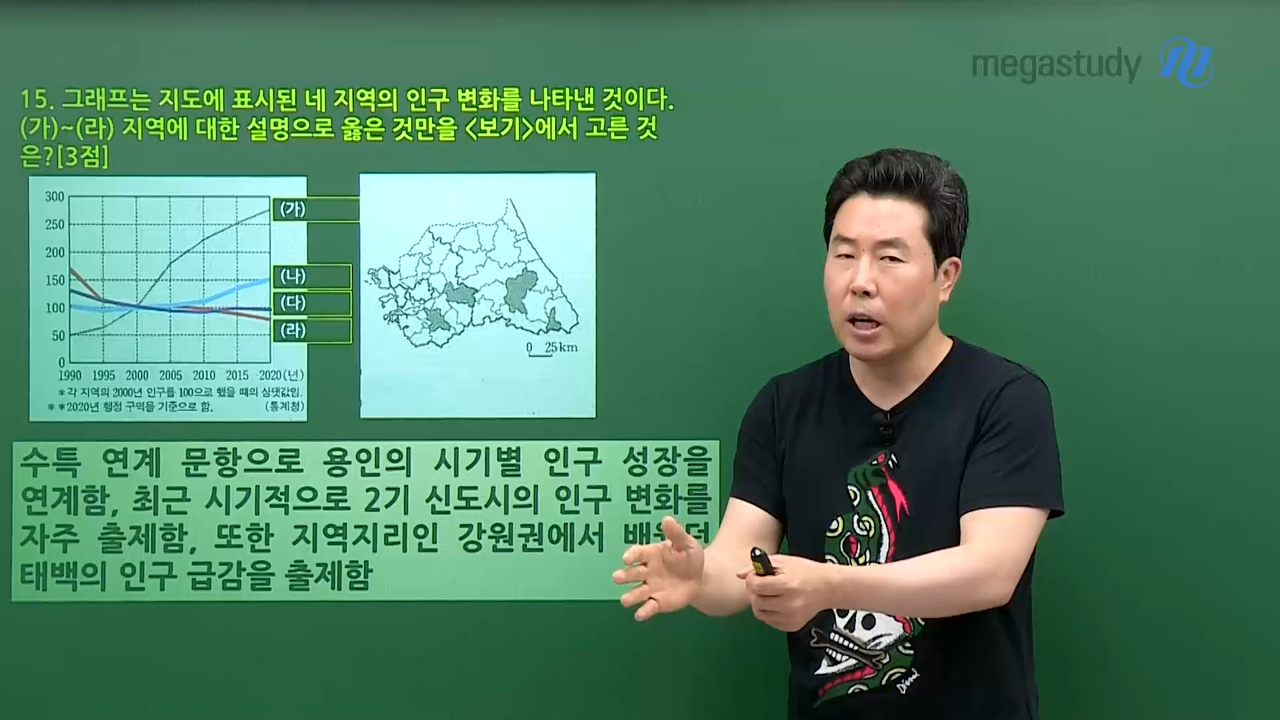 megastudy
15. 그래프는 지도에 표시된 네 지역의 인구 변화를 나타낸 것이다.
(가)~(라) 지역에 대한 설명으로 옳은 것만을 <보기>에서 고른 것
은?[3점]
300
250
200
150
100
50
0
1990 1995 2000 2005 2010 2015 2020(년)
(가)
(나)
(다)
(라)
*각 지역의 2000년 인구를 100으로 했을 때의 상댓값임.
**2020년 행정 구역을 기준으로 함. (통계청)
0 25km
수특 연계 문항으로 용인의 시기별 인구 성장을
연계함, 최근 시기적으로 2기 신도시의 인구 변화를
자주 출제함, 또한 지역지리인 강원권에서
태백의 인구 급감을 출제함
Diesel